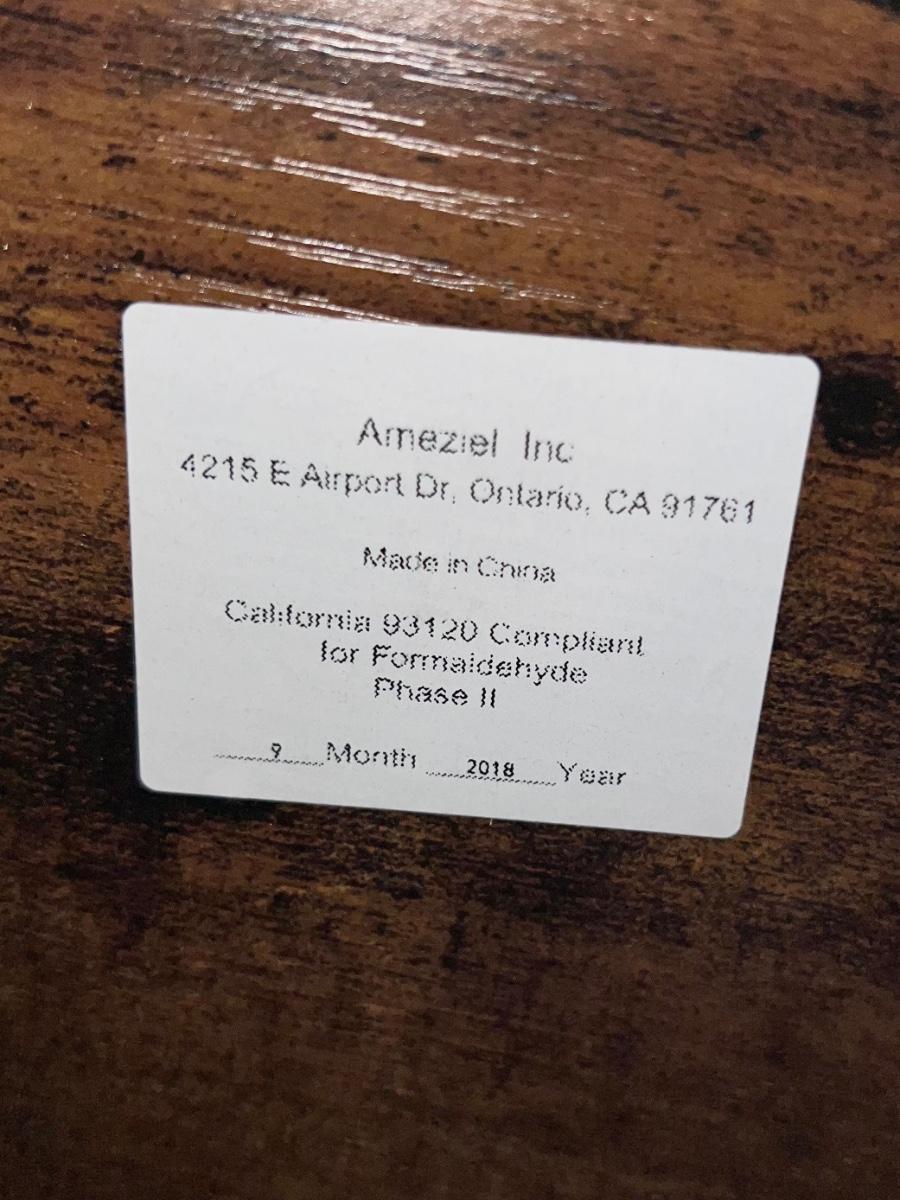 Ameziel Inc
4215 E Airport Dr, Ontario, CA 91761
Made in China
California 93120 Compliant
for Formaldehyde
Phase II
9 Month 2018 Year